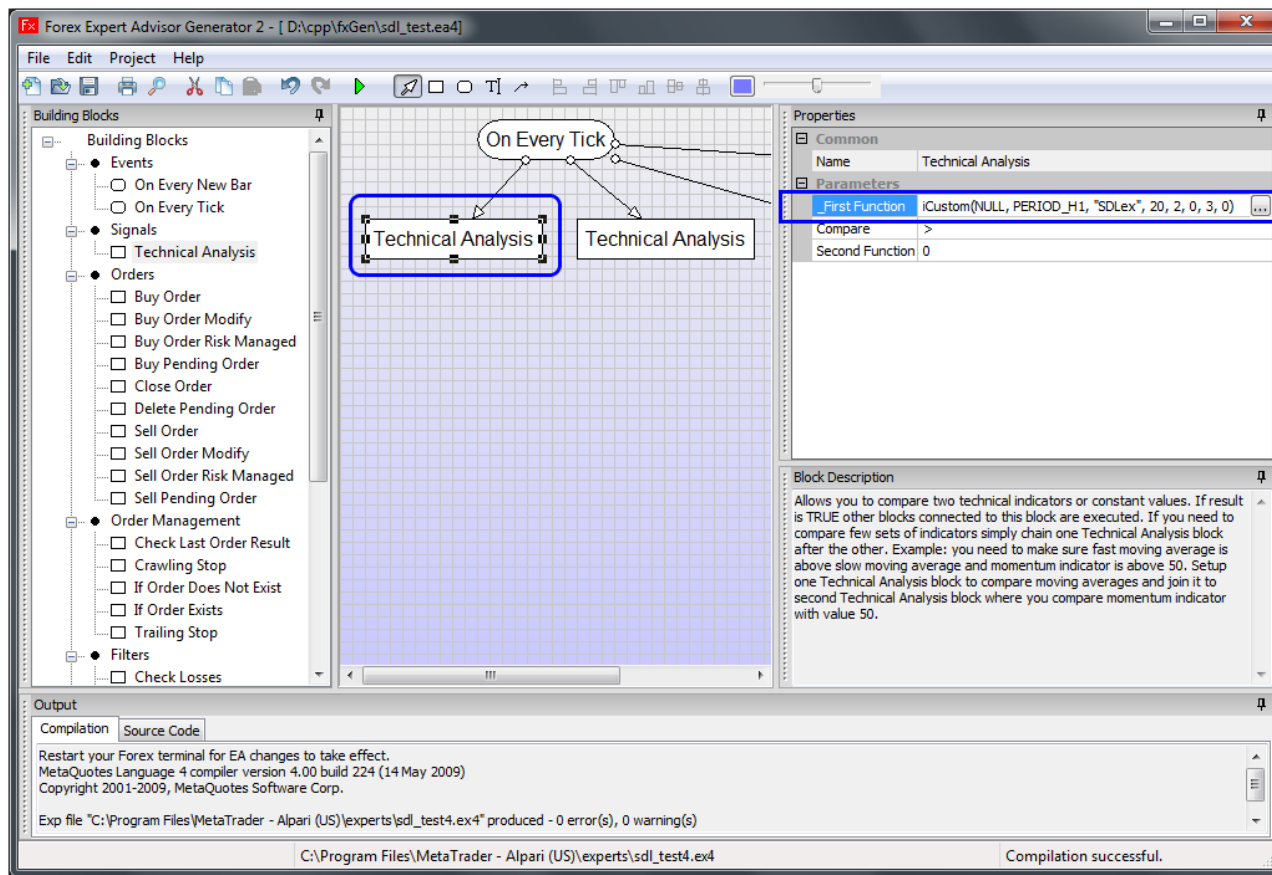 Forex Expert Advisor Generator 2 - [ D:\cpp\fxGen\sdl_test.ea4]
File Edit Project Help
Building Blocks
Building Blocks
Events
On Every New Bar
On Every Tick
Signals
Technical Analysis
Orders
Buy Order
Buy Order Modify
Buy Order Risk Managed
Buy Pending Order
Close Order
Delete Pending Order
Sell Order
Sell Order Modify
Sell Order Risk Managed
Sell Pending Order
Order Management
Check Last Order Result
Crawling Stop
If Order Does Not Exist
If Order Exists
Trailing Stop
Filters
Check Losses
On Every Tick
Technical Analysis
Technical Analysis
Properties
Common
Name Technical Analysis
Parameters
_First Function iCustom(NULL, PERIOD_H1, "SDLex", 20, 2, 0, 3, 0) ...
Compare >
Second Function 0
Block Description
Allows you to compare two technical indicators or constant values. If result
is TRUE other blocks connected to this block are executed. If you need to
compare few sets of indicators simply chain one Technical Analysis block
after the other. Example: you need to make sure fast moving average is
above slow moving average and momentum indicator is above 50. Setup
one Technical Analysis block to compare moving averages and join it to
second Technical Analysis block where you compare momentum indicator
with value 50.
Output
Compilation Source Code
Restart your Forex terminal for EA changes to take effect.
MetaQuotes Language 4 compiler version 4.00 build 224 (14 May 2009)
Copyright 2001-2009, MetaQuotes Software Corp.
Exp file "C:\Program Files\MetaTrader - Alpari (US)\experts\sdl_test4.ex4" produced - 0 error(s), 0 warning(s)
C:\Program Files\MetaTrader - Alpari (US)\experts\sdl_test4.ex4 Compilation successful.